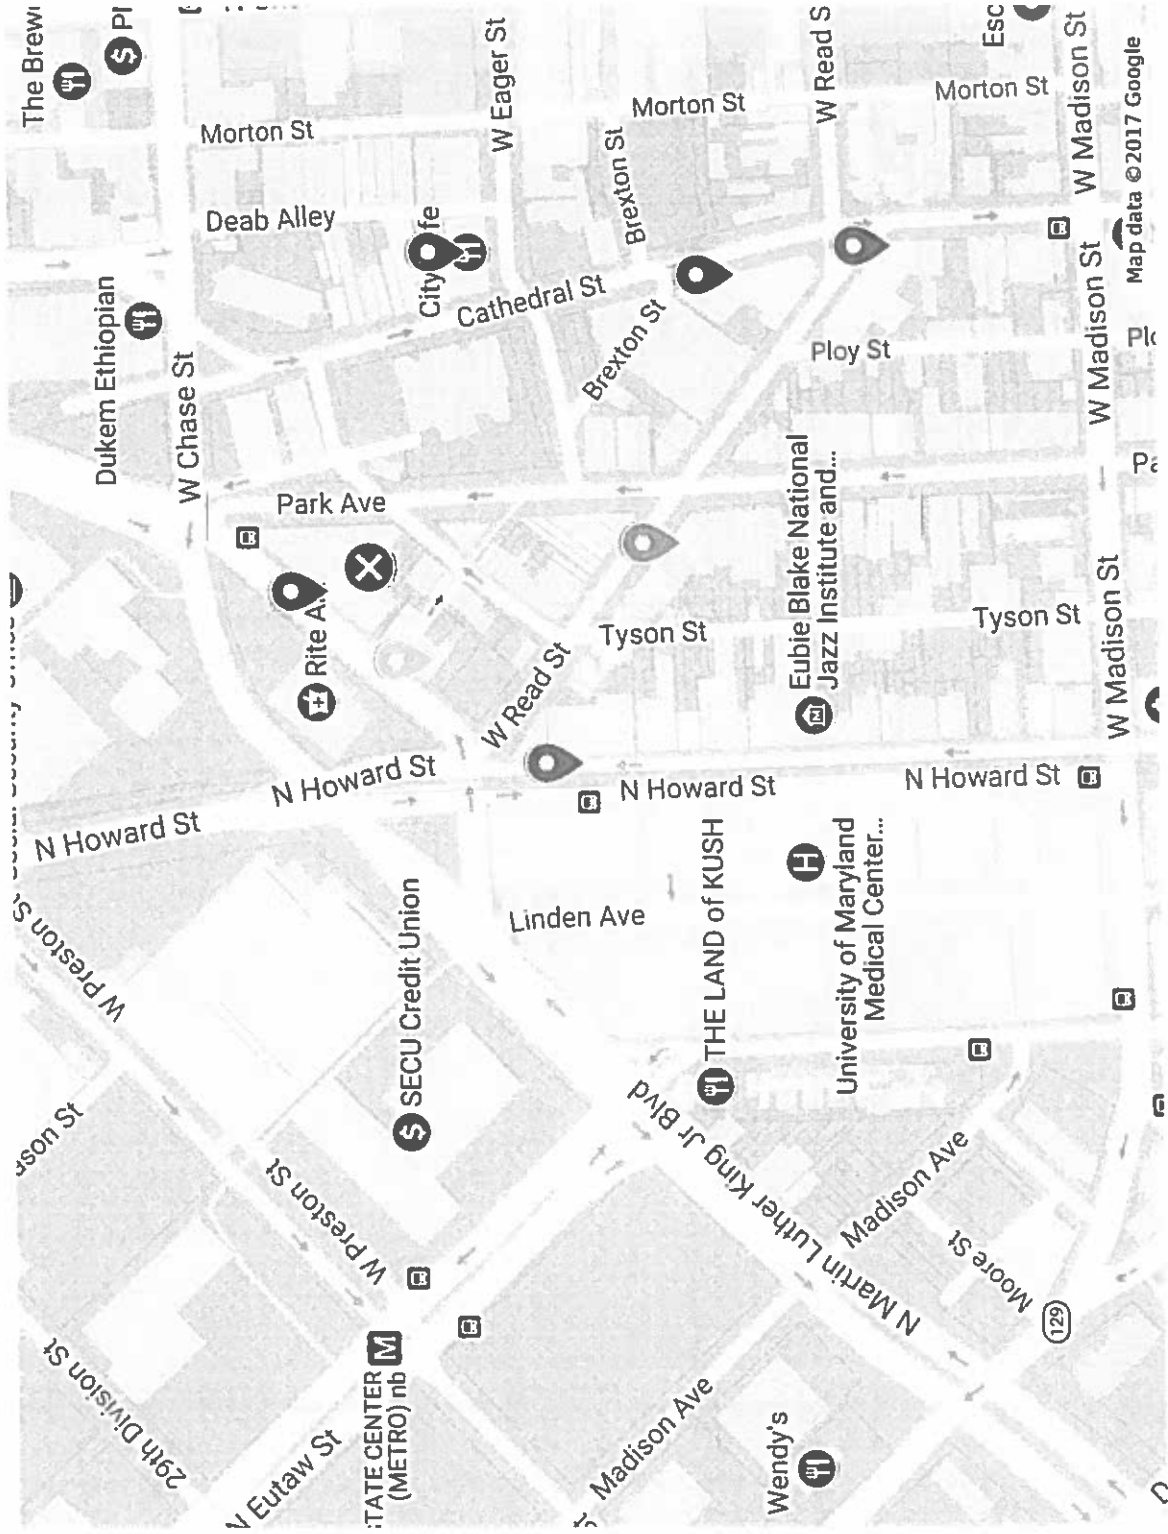 The Brew
Morton St
Deab Alley
W Eager St
Brexton St
Morton St
W Read S
Morton St
Esc
W Madison St
W Madison St
Map data ©2017 Google
Dukem Ethiopian
W Chase St
City
fe
Cathedral St
Brexton St
Ploy St
W Madison St
Park Ave
Rite A
Tyson St
W Read St
Eubie Blake National
Jazz Institute and...
Tyson St
W Madison St
N Howard St
N Howard St
N Howard St
N Howard St
W Preston St
SECU Credit Union
Linden Ave
THE LAND of KUSH
University of Maryland
Medical Center...
H
W Preston St
N Martin Luther King Jr Blvd
Madison Ave
Moore St
129
29th Division St
N Eutaw St
STATE CENTER
(METRO) nb
M
Madison Ave
Wendy's